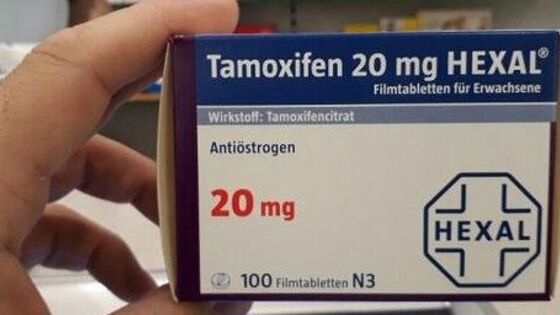 Tamoxifen 20 mg HEXAL®
Filmtabletten für Erwachsene
Wirkstoff: Tamoxifencitrat
Antiöstrogen
20 mg
HEXAL
100 Filmtabletten N3